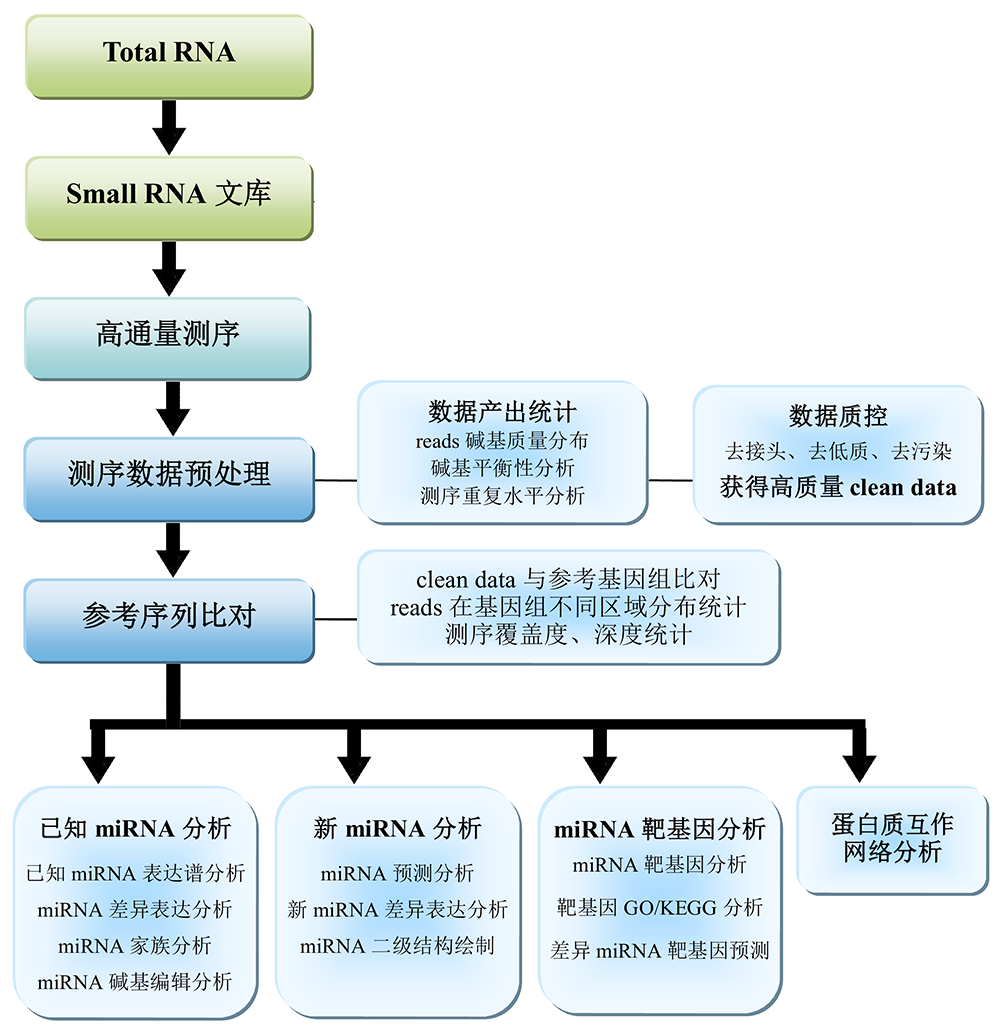 Total RNA
Small RNA 文库
高通量测序
测序数据预处理
数据产出统计
reads 碱基质量分布
碱基平衡性分析
测序重复水平分析
数据质控
去接头、去低质、去污染
获得高质量 clean data
参考序列比对
clean data 与参考基因组比对
reads 在基因组不同区域分布统计
测序覆盖度、深度统计
已知 miRNA 分析
已知 miRNA 表达谱分析
miRNA 差异表达分析
miRNA 家族分析
miRNA 碱基编辑分析
新 miRNA 分析
miRNA 预测分析
新 miRNA 差异表达分析
miRNA 二级结构绘制
miRNA 靶基因分析
miRNA 靶基因分析
靶基因 GO/KEGG 分析
差异 miRNA 靶基因预测
蛋白质互作
网络分析